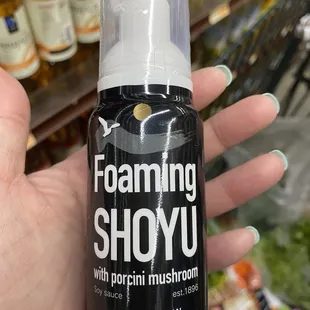 Foaming
SHOYU
with porcini mushroom
Soy sauce est.1896